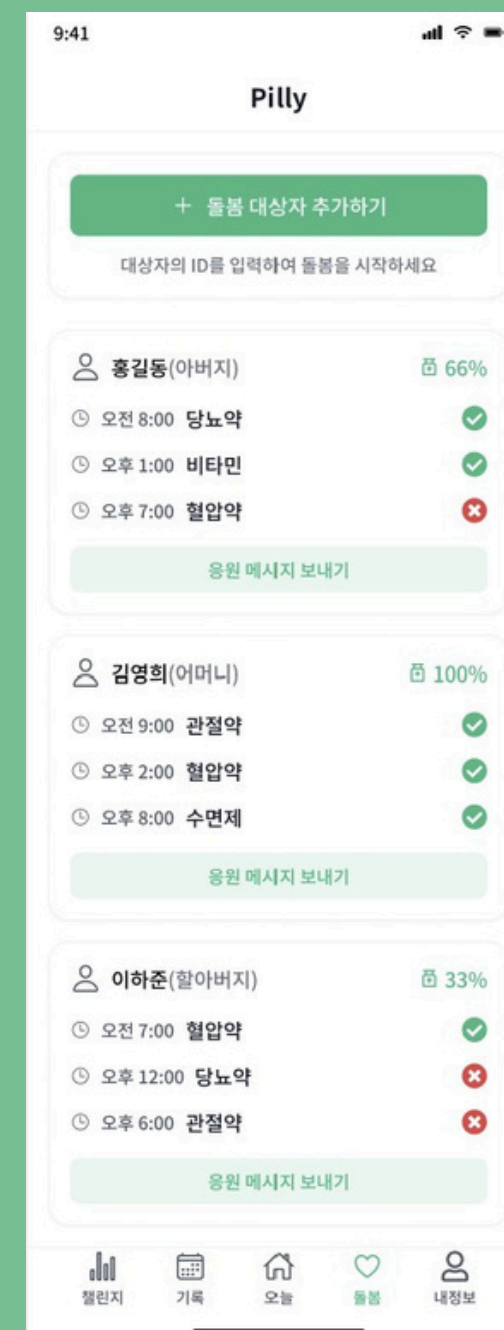 9:41
Pilly
+ 돌봄 대상자 추가하기
대상자의 ID를 입력하여 돌봄을 시작하세요
홍길동(아버지) 66%
오전 8:00 당뇨약
오후 1:00 비타민
오후 7:00 혈압약
응원 메시지 보내기
김영희(어머니) 100%
오전 9:00 관절약
오후 2:00 혈압약
오후 8:00 수면제
응원 메시지 보내기
이하준(할아버지) 33%
오전 7:00 혈압약
오후 12:00 당뇨약
오후 6:00 관절약
응원 메시지 보내기
챌린지 기록 오늘 돌봄 내정보